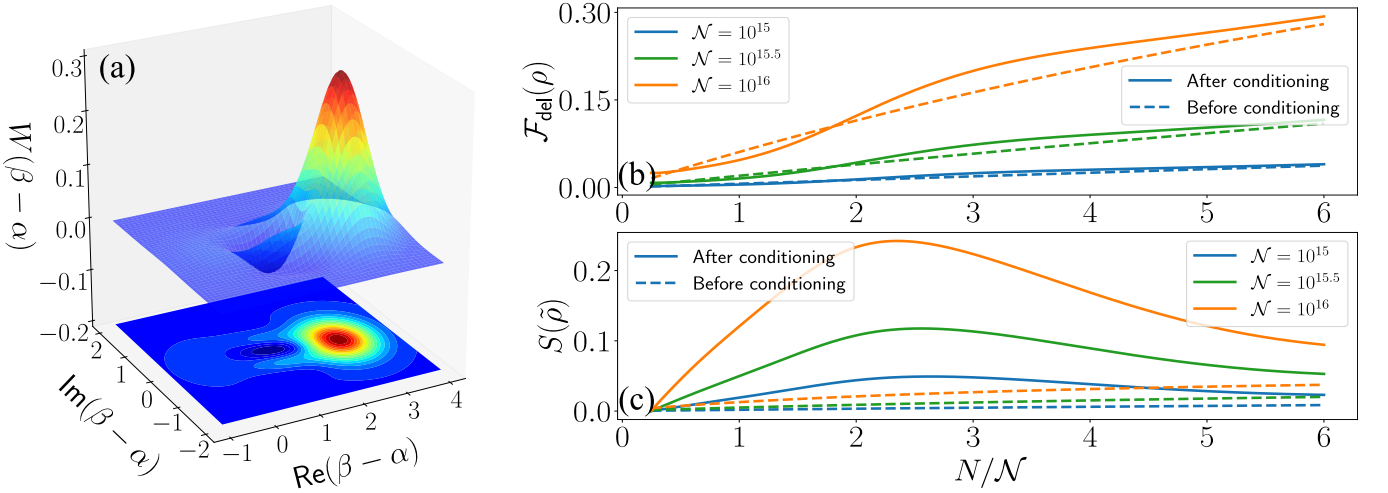 (a)
W(β − α)
0.3
0.2
0.1
0.0
−0.1
−0.2
2
1
0
−1
−2
Im(β − α)
−1
0
1
2
3
4
Re(β − α)
0.30
0.15
0.00
𝓕_del(ρ)
𝒩 = 10^15
𝒩 = 10^15.5
𝒩 = 10^16
After conditioning
Before conditioning
(b)
0
1
2
3
4
5
6
0.2
0.1
0.0
S(ρ̃)
After conditioning
Before conditioning
𝒩 = 10^15
𝒩 = 10^15.5
𝒩 = 10^16
(c)
0
1
2
3
4
5
6
N/𝒩